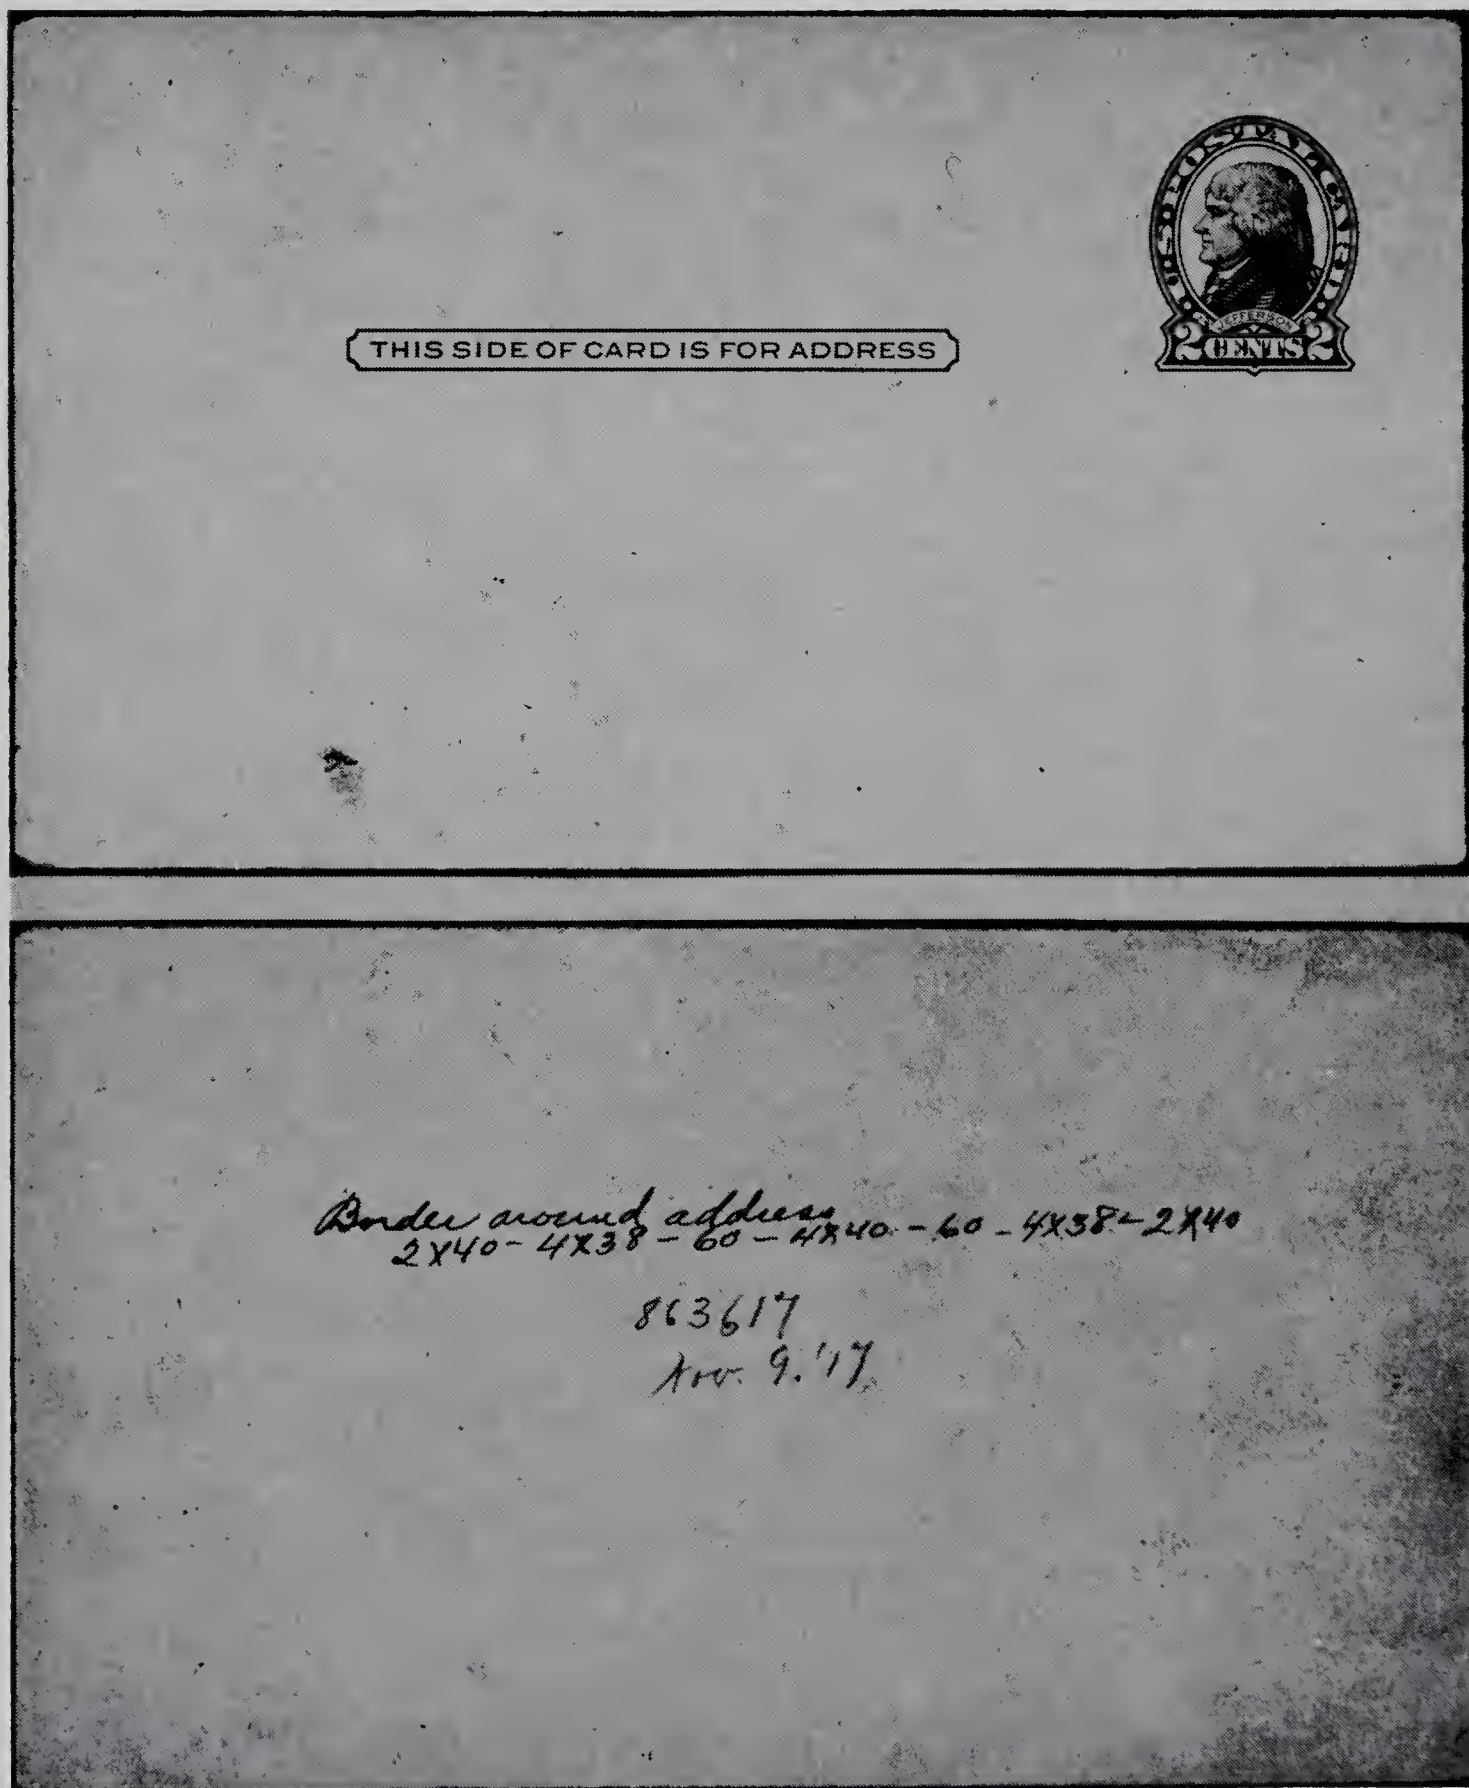 U.S. POSTAL CARD
JEFFERSON
2 CENTS 2
THIS SIDE OF CARD IS FOR ADDRESS
Border around address
2X40 - 4X38 - 60 - 4X40 - 60 - 4X38 - 2X40
863617
Nov. 9. '17